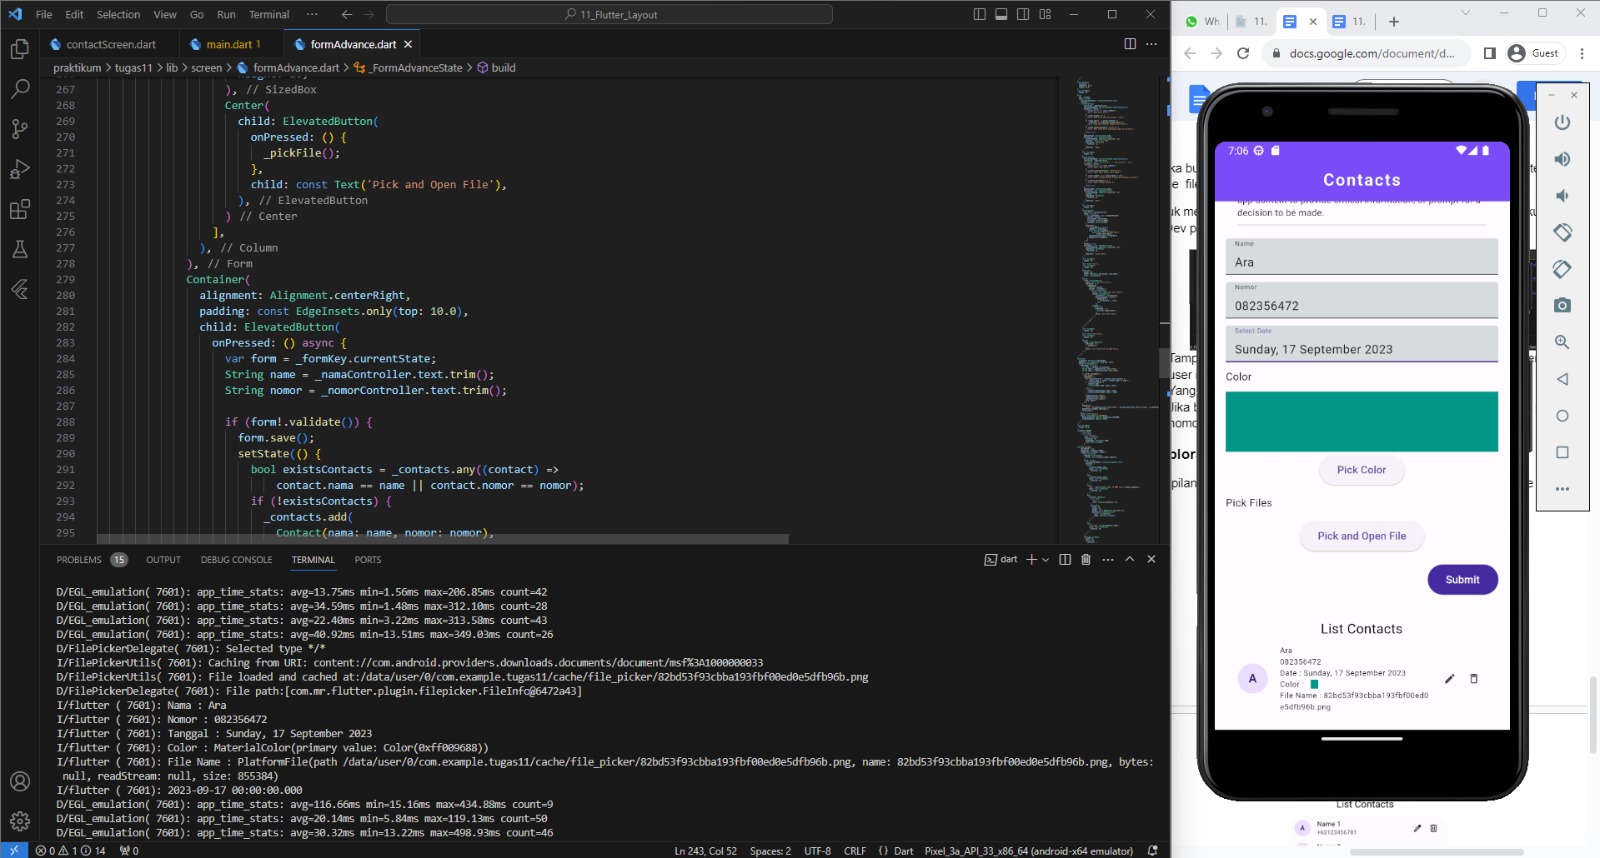 File Edit Selection View Go Run Terminal ··· 11_Flutter_Layout
contactScreen.dart main.dart 1 formAdvance.dart
praktikum > tugas11 > lib > screen > formAdvance.dart > _FormAdvanceState > build
267 ), // SizedBox
268 Center(
269 child: ElevatedButton(
270 onPressed: () {
271 _pickFile();
272 },
273 child: const Text('Pick and Open File'),
274 ), // ElevatedButton
275 ) // Center
276 ],
277 ), // Column
278 ), // Form
279 Container(
280 alignment: Alignment.centerRight,
281 padding: const EdgeInsets.only(top: 10.0),
282 child: ElevatedButton(
283 onPressed: () async {
284 var form = _formKey.currentState;
285 String name = _namaController.text.trim();
286 String nomor = _nomorController.text.trim();
287
288 if (form!.validate()) {
289 form.save();
290 setState(() {
291 bool existsContacts = _contacts.any((contact) =>
292 contact.nama == name || contact.nomor == nomor);
293 if (!existsContacts) {
294 _contacts.add(
295 Contact(nama: name, nomor: nomor),
PROBLEMS 15 OUTPUT DEBUG CONSOLE TERMINAL PORTS dart
D/EGL_emulation( 7601): app_time_stats: avg=13.75ms min=1.56ms max=206.85ms count=42
D/EGL_emulation( 7601): app_time_stats: avg=34.59ms min=1.48ms max=312.10ms count=28
D/EGL_emulation( 7601): app_time_stats: avg=22.40ms min=3.22ms max=313.58ms count=43
D/EGL_emulation( 7601): app_time_stats: avg=40.92ms min=13.51ms max=349.03ms count=26
D/FilePickerDelegate( 7601): Selected type */*
I/FilePickerUtils( 7601): Caching from URI: content://com.android.providers.downloads.documents/document/msf%3A1000000033
D/FilePickerUtils( 7601): File loaded and cached at:/data/user/0/com.example.tugas11/cache/file_picker/82bd53f93cbba193fbf00ed0e5dfb96b.png
D/FilePickerDelegate( 7601): File path:[com.mr.flutter.plugin.filepicker.FileInfo@6472a43]
I/flutter ( 7601): Nama : Ara
I/flutter ( 7601): Nomor : 082356472
I/flutter ( 7601): Tanggal : Sunday, 17 September 2023
I/flutter ( 7601): Color : MaterialColor(primary value: Color(0xff009688))
I/flutter ( 7601): File Name : PlatformFile(path /data/user/0/com.example.tugas11/cache/file_picker/82bd53f93cbba193fbf00ed0e5dfb96b.png, name: 82bd53f93cbba193fbf00ed0e5dfb96b.png, bytes:
null, readStream: null, size: 855384)
I/flutter ( 7601): 2023-09-17 00:00:00.000
D/EGL_emulation( 7601): app_time_stats: avg=116.66ms min=15.16ms max=434.88ms count=9
D/EGL_emulation( 7601): app_time_stats: avg=20.14ms min=5.84ms max=119.13ms count=50
D/EGL_emulation( 7601): app_time_stats: avg=30.32ms min=13.22ms max=498.93ms count=46
0 1 14 0 Ln 243, Col 52 Spaces: 2 UTF-8 CRLF {} Dart Pixel_3a_API_33_x86_64 (android-x64 emulator)
Wh 11. 11.
docs.google.com/document/d... Guest
7:06
Contacts
decision to be made.
Name
Ara
Nomor
082356472
Select Date
Sunday, 17 September 2023
Color
Pick Color
Pick Files
Pick and Open File
Submit
List Contacts
Ara
082356472
Date : Sunday, 17 September 2023
Color :
File Name : 82bd53f93cbba193fbf00ed0
e5dfb96b.png
A
List Contacts
A Name 1
+62123456781